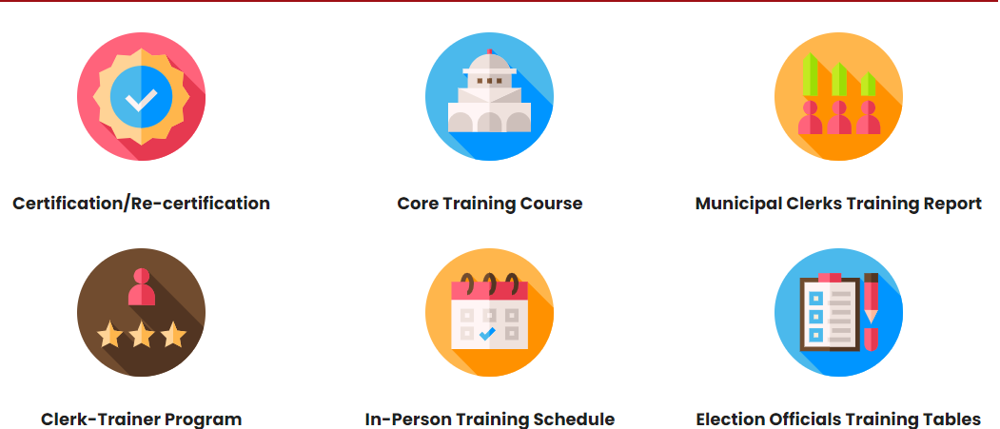 Certification/Re-certification
Core Training Course
Municipal Clerks Training Report
Clerk-Trainer Program
In-Person Training Schedule
Election Officials Training Tables